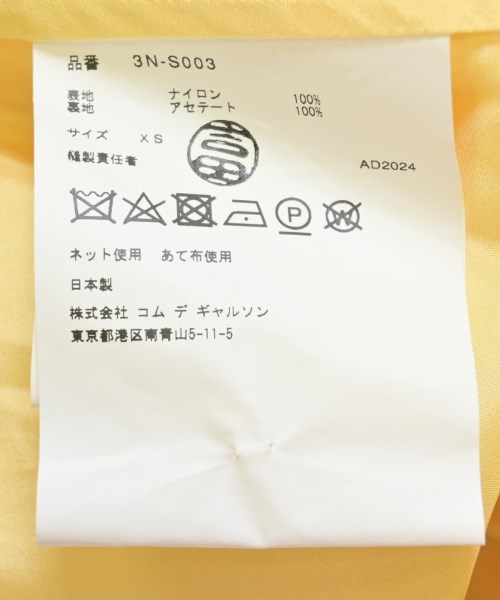 品番 3N-S003
表地 ナイロン 100%
裏地 アセテート 100%
サイズ XS
縫製責任者
AD2024
P
W
ネット使用 あて布使用
日本製
株式会社 コム デ ギャルソン
東京都港区南青山5-11-5